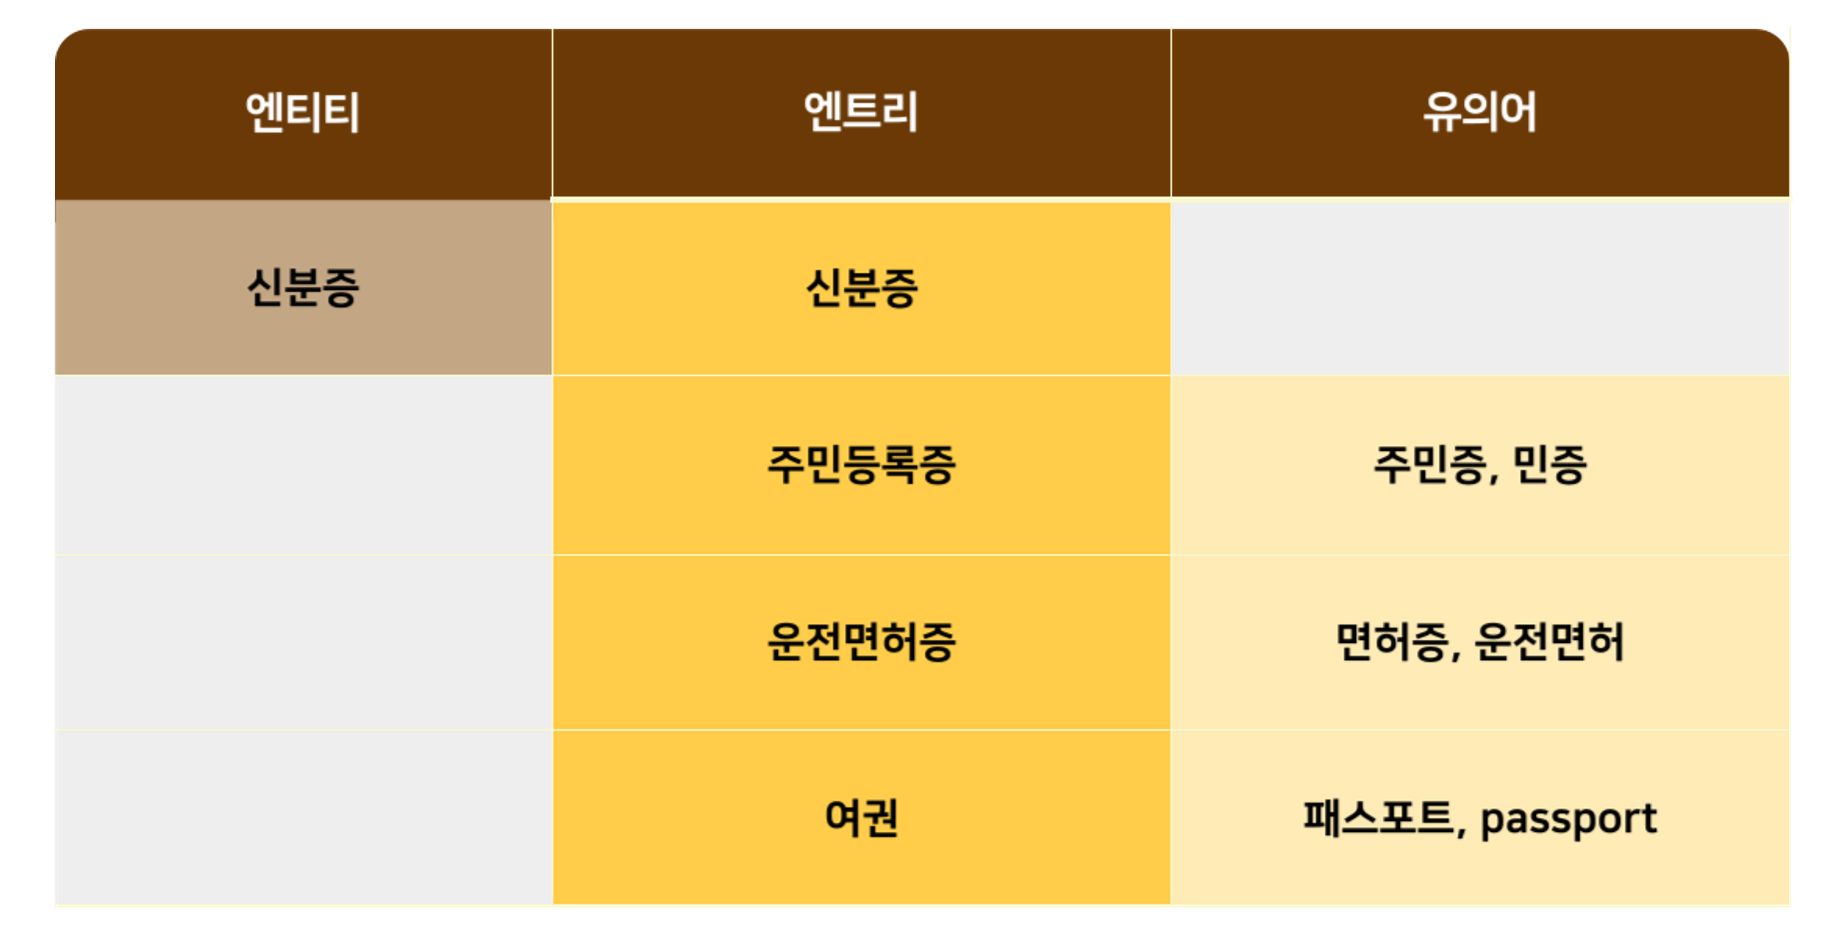 엔티티 엔트리 유의어
신분증 신분증
주민등록증 주민증, 민증
운전면허증 면허증, 운전면허
여권 패스포트, passport